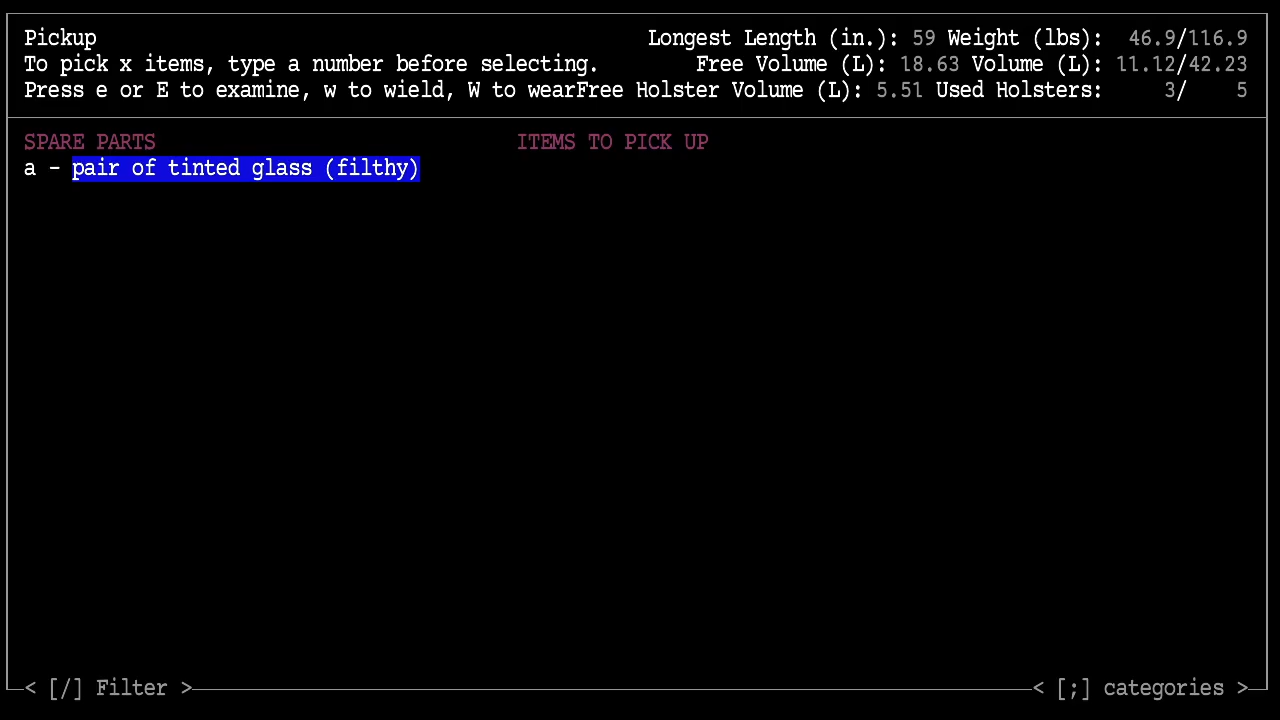 Pickup Longest Length (in.): 59 Weight (lbs): 46.9/116.9
To pick x items, type a number before selecting. Free Volume (L): 18.63 Volume (L): 11.12/42.23
Press e or E to examine, w to wield, W to wearFree Holster Volume (L): 5.51 Used Holsters: 3/ 5
SPARE PARTS ITEMS TO PICK UP
a - pair of tinted glass (filthy)
< [/] Filter > < [;] categories >